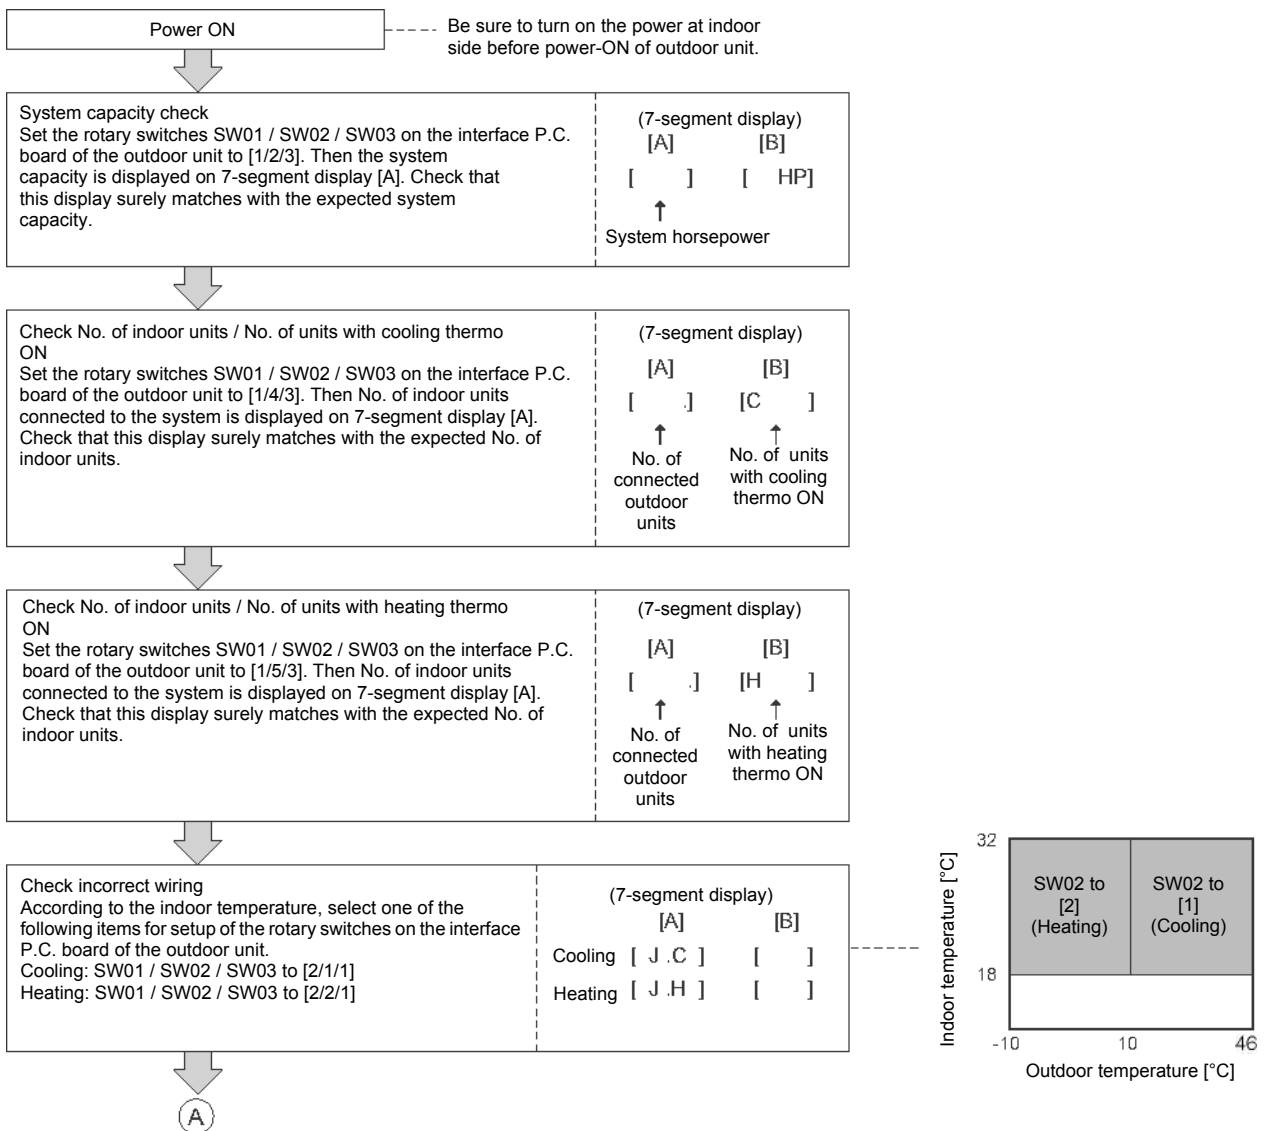 Power ON
Be sure to turn on the power at indoor
side before power-ON of outdoor unit.
System capacity check
Set the rotary switches SW01 / SW02 / SW03 on the interface P.C.
board of the outdoor unit to [1/2/3]. Then the system
capacity is displayed on 7-segment display [A]. Check that
this display surely matches with the expected system
capacity.
(7-segment display)
[A] [B]
[ ] [ HP]
System horsepower
Check No. of indoor units / No. of units with cooling thermo
ON
Set the rotary switches SW01 / SW02 / SW03 on the interface P.C.
board of the outdoor unit to [1/4/3]. Then No. of indoor units
connected to the system is displayed on 7-segment display [A].
Check that this display surely matches with the expected No. of
indoor units.
(7-segment display)
[A] [B]
[ .] [C ]
No. of
connected
outdoor
units
No. of units
with cooling
thermo ON
Check No. of indoor units / No. of units with heating thermo
ON
Set the rotary switches SW01 / SW02 / SW03 on the interface P.C.
board of the outdoor unit to [1/5/3]. Then No. of indoor units
connected to the system is displayed on 7-segment display [A].
Check that this display surely matches with the expected No. of
indoor units.
(7-segment display)
[A] [B]
[ .] [H ]
No. of
connected
outdoor
units
No. of units
with heating
thermo ON
Check incorrect wiring
According to the indoor temperature, select one of the
following items for setup of the rotary switches on the interface
P.C. board of the outdoor unit.
Cooling: SW01 / SW02 / SW03 to [2/1/1]
Heating: SW01 / SW02 / SW03 to [2/2/1]
(7-segment display)
[A] [B]
Cooling [ J .C ] [ ]
Heating [ J .H ] [ ]
Indoor temperature [°C]
32
18
SW02 to
[2]
(Heating)
SW02 to
[1]
(Cooling)
-10 10 46
Outdoor temperature [°C]
A